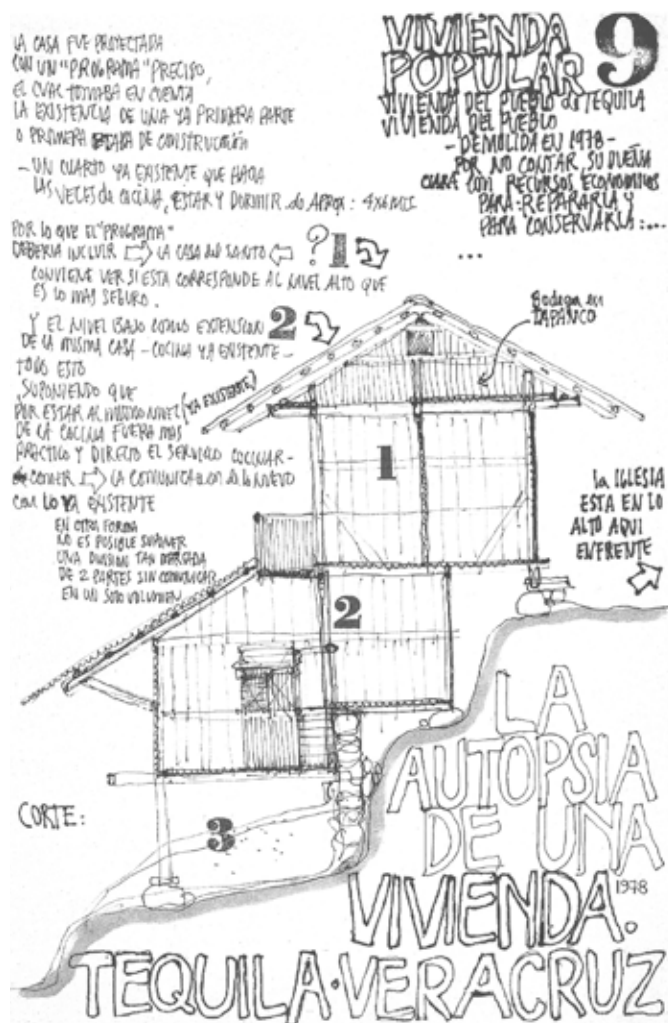 LA CASA FUE PROYECTADA
CON UN "PROGRAMA" PRECISO,
EL CUAL TOMABA EN CUENTA
LA EXISTENCIA DE UNA YA PRIMERA PARTE
O PRIMERA ETAPA DE CONSTRUCCIÓN
- UN CUARTO YA EXISTENTE QUE HACIA
LAS VECES de COCINA, ESTAR Y DORMIR. de APROX: 4x6 MTS
POR LO QUE EL "PROGRAMA"
DEBERIA INCLUIR LA CASA del SANTO ? 1
CONVIENE VER SI ESTA CORRESPONDE AL NIVEL ALTO QUE
ES LO MAS SEGURO.
Y EL NIVEL BAJO COMO EXTENSION 2
DE LA MISMA CASA - COCINA YA EXISTENTE -
TODO ESTO
SUPONIENDO QUE
POR ESTAR AL MISMO NIVEL (YA EXISTENTE)
DE LA COCINA FUERA MAS
PRACTICO Y DIRECTO EL SERVICIO COCINAR-
COMER LA COMUNICACION de lo NUEVO
CON LO YA EXISTENTE
EN OTRA FORMA
NO ES POSIBLE SUPONER
UNA DIVISION TAN MARCADA
DE 2 PARTES SIN COMUNICAR
EN UN SOLO VOLUMEN
VIVIENDA 9
POPULAR
VIVIENDA DEL PUEBLO de TEQUILA
VIVIENDA DEL PUEBLO
- DEMOLIDA EN 1978 -
POR NO CONTAR, SU DUEÑA
CON RECURSOS ECONOMICOS
PARA: REPARARLA Y
PARA CONSERVARLA:...
...
Bodega en
TAPANCO
1
la IGLESIA
ESTA EN LO
ALTO AQUI
ENFRENTE
2
3
CORTE:
LA
AUTOPSIA
DE UNA
1978
VIVIENDA.
TEQUILA·VERACRUZ